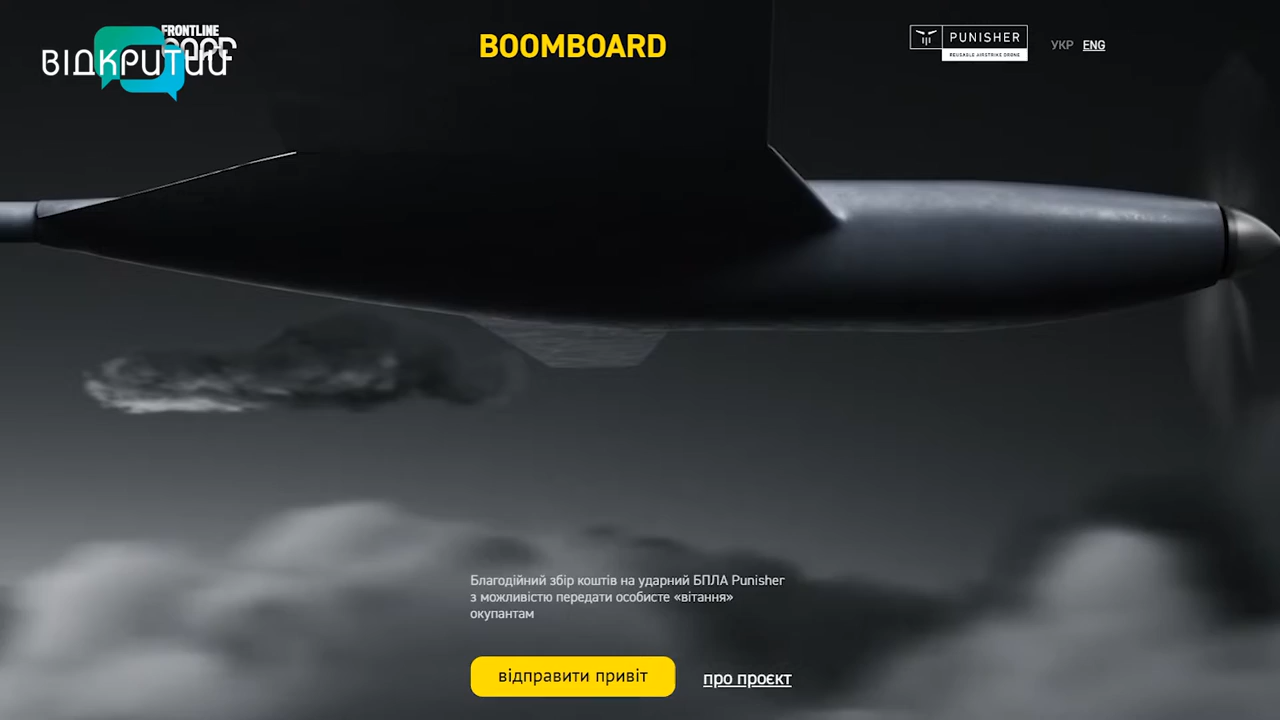 FRONTLINE
ВІДКРИТИЙ
BOOMBOARD
PUNISHER
REUSABLE AIRSTRIKE DRONE
УКР ENG
Благодійний збір коштів на ударний БПЛА Punisher
з можливістю передати особисте «вітання»
окупантам
відправити привіт
про проєкт